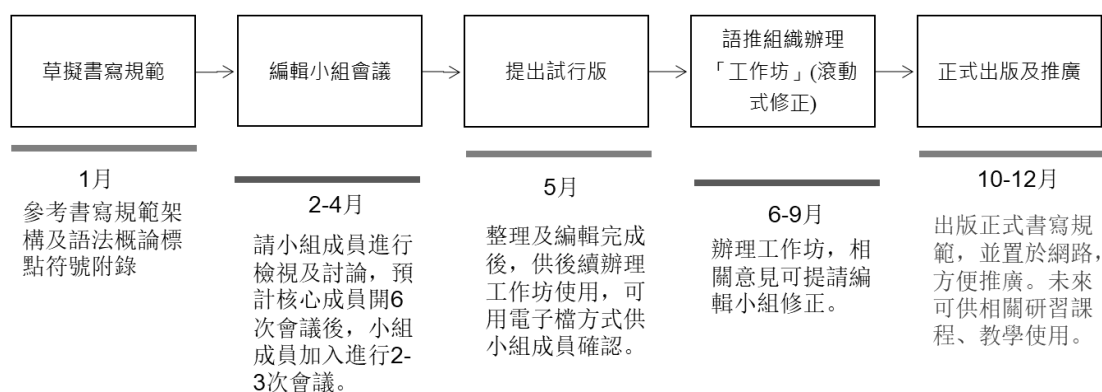 草擬書寫規範
編輯小組會議
提出試行版
語推組織辦理
「工作坊」(滾動
式修正)
正式出版及推廣
1月
參考書寫規範架
構及語法概論標
點符號附錄
2-4月
請小組成員進行
檢視及討論，預
計核心成員開6
次會議後，小組
成員加入進行2-
3次會議。
5月
整理及編輯完成
後，供後續辦理
工作坊使用，可
用電子檔方式供
小組成員確認。
6-9月
辦理工作坊，相
關意見可提請編
輯小組修正。
10-12月
出版正式書寫規
範，並置於網路，
方便推廣。未來
可供相關研習課
程、教學使用。